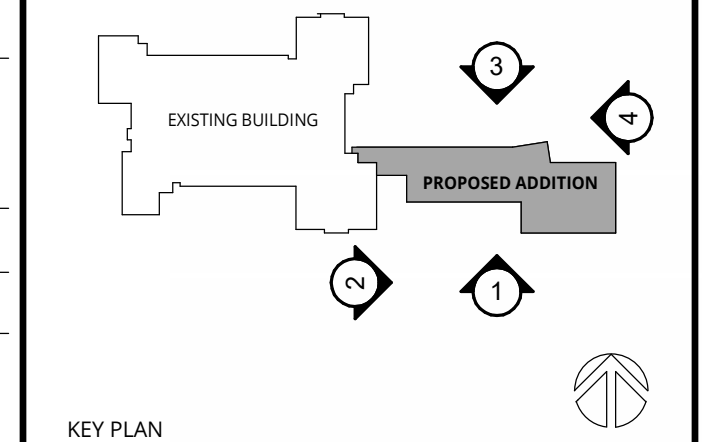 3
4
EXISTING BUILDING
PROPOSED ADDITION
2
1
KEY PLAN